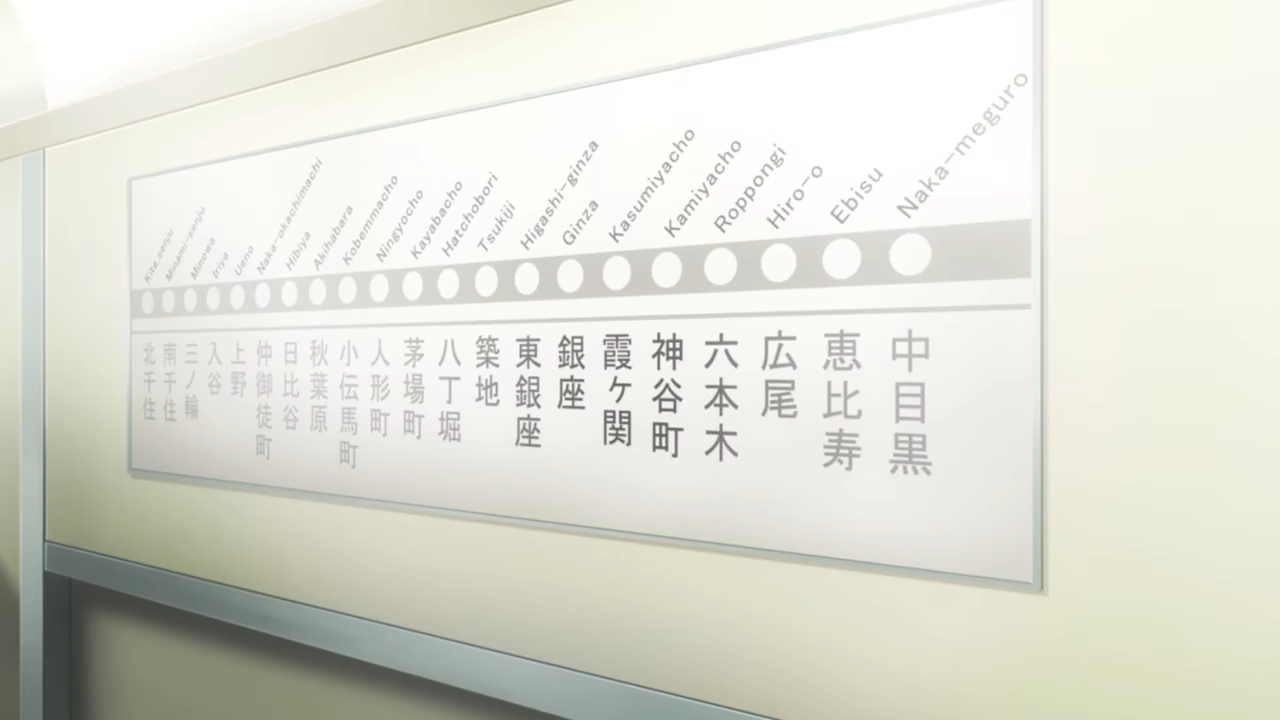 Kita_senju
Minami-senju
Minowa
Iriya
Ueno
Naka-okachimachi
Hibiya
Akihabara
Kobemmacho
Ningyocho
Kayabacho
Hatchobori
Tsukiji
Higashi-ginza
Ginza
Kasumiyacho
Kamiyacho
Roppongi
Hiro-o
Ebisu
Naka-meguro
北千住
南千住
三ノ輪
入谷
上野
仲御徒町
日比谷
秋葉原
小伝馬町
人形町
茅場町
八丁堀
築地
東銀座
銀座
霞ケ関
神谷町
六本木
広尾
恵比寿
中目黒